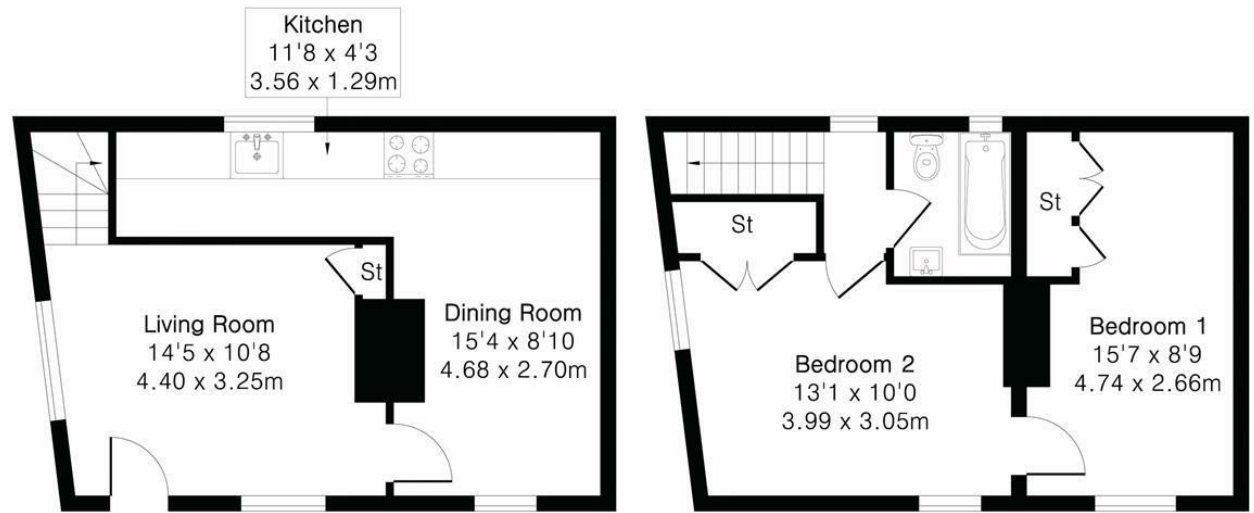 Kitchen
11'8 x 4'3
3.56 x 1.29m
St
Living Room
14'5 x 10'8
4.40 x 3.25m
Dining Room
15'4 x 8'10
4.68 x 2.70m
St
St
Bedroom 2
13'1 x 10'0
3.99 x 3.05m
Bedroom 1
15'7 x 8'9
4.74 x 2.66m